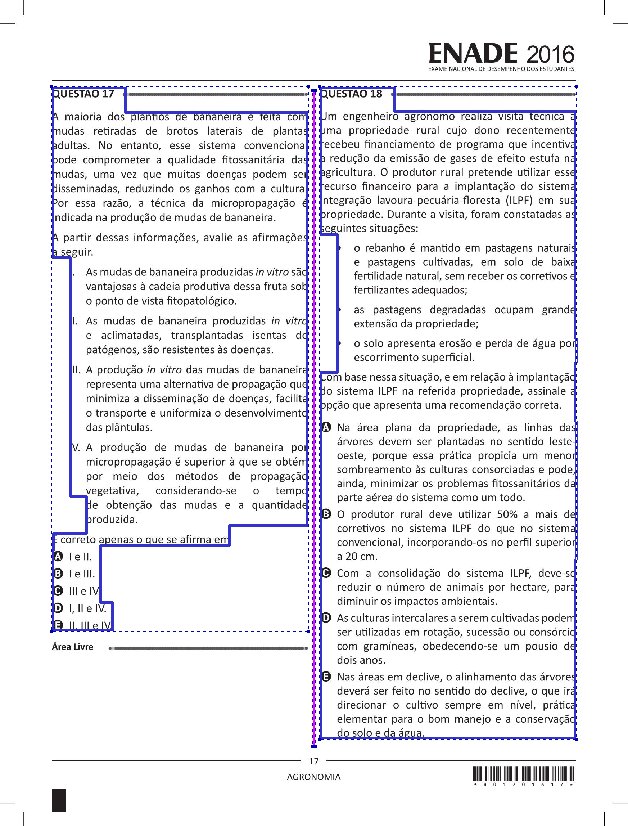 ENADE 2016
EXAME NACIONAL DE DESEMPENHO DOS ESTUDANTES
QUESTÃO 17
A maioria dos plantios de bananeira é feita com
mudas retiradas de brotos laterais de plantas
adultas. No entanto, esse sistema convencional
pode comprometer a qualidade fitossanitária das
mudas, uma vez que muitas doenças podem ser
disseminadas, reduzindo os ganhos com a cultura.
Por essa razão, a técnica da micropropagação é
indicada na produção de mudas de bananeira.
A partir dessas informações, avalie as afirmações
a seguir.
I. As mudas de bananeira produzidas in vitro são
vantajosas à cadeia produtiva dessa fruta sob
o ponto de vista fitopatológico.
II. As mudas de bananeira produzidas in vitro
e aclimatadas, transplantadas isentas de
patógenos, são resistentes às doenças.
III. A produção in vitro das mudas de bananeira
representa uma alternativa de propagação que
minimiza a disseminação de doenças, facilita
o transporte e uniformiza o desenvolvimento
das plântulas.
IV. A produção de mudas de bananeira por
micropropagação é superior à que se obtém
por meio dos métodos de propagação
vegetativa, considerando-se o tempo
de obtenção das mudas e a quantidade
produzida.
É correto apenas o que se afirma em
A I e II.
B I e III.
C III e IV.
D I, II e IV.
E II, III e IV.
Área Livre
QUESTÃO 18
Um engenheiro agrônomo realiza visita técnica a
uma propriedade rural cujo dono recentemente
recebeu financiamento de programa que incentiva
a redução da emissão de gases de efeito estufa na
agricultura. O produtor rural pretende utilizar esse
recurso financeiro para a implantação do sistema
integração lavoura pecuária floresta (ILPF) em sua
propriedade. Durante a visita, foram constatadas as
seguintes situações:
• o rebanho é mantido em pastagens naturais
e pastagens cultivadas, em solo de baixa
fertilidade natural, sem receber os corretivos e
fertilizantes adequados;
• as pastagens degradadas ocupam grande
extensão da propriedade;
• o solo apresenta erosão e perda de água por
escorrimento superficial.
Com base nessa situação, e em relação à implantação
do sistema ILPF na referida propriedade, assinale a
opção que apresenta uma recomendação correta.
A Na área plana da propriedade, as linhas das
árvores devem ser plantadas no sentido leste-
oeste, porque essa prática propicia um menor
sombreamento às culturas consorciadas e pode,
ainda, minimizar os problemas fitossanitários da
parte aérea do sistema como um todo.
B O produtor rural deve utilizar 50% a mais de
corretivos no sistema ILPF do que no sistema
convencional, incorporando-os no perfil superior
a 20 cm.
C Com a consolidação do sistema ILPF, deve-se
reduzir o número de animais por hectare, para
diminuir os impactos ambientais.
D As culturas intercalares a serem cultivadas podem
ser utilizadas em rotação, sucessão ou consórcio
com gramíneas, obedecendo-se um pousio de
dois anos.
E Nas áreas em declive, o alinhamento das árvores
deverá ser feito no sentido do declive, o que irá
direcionar o cultivo sempre em nível, prática
elementar para o bom manejo e a conservação
do solo e da água.
17
AGRONOMIA